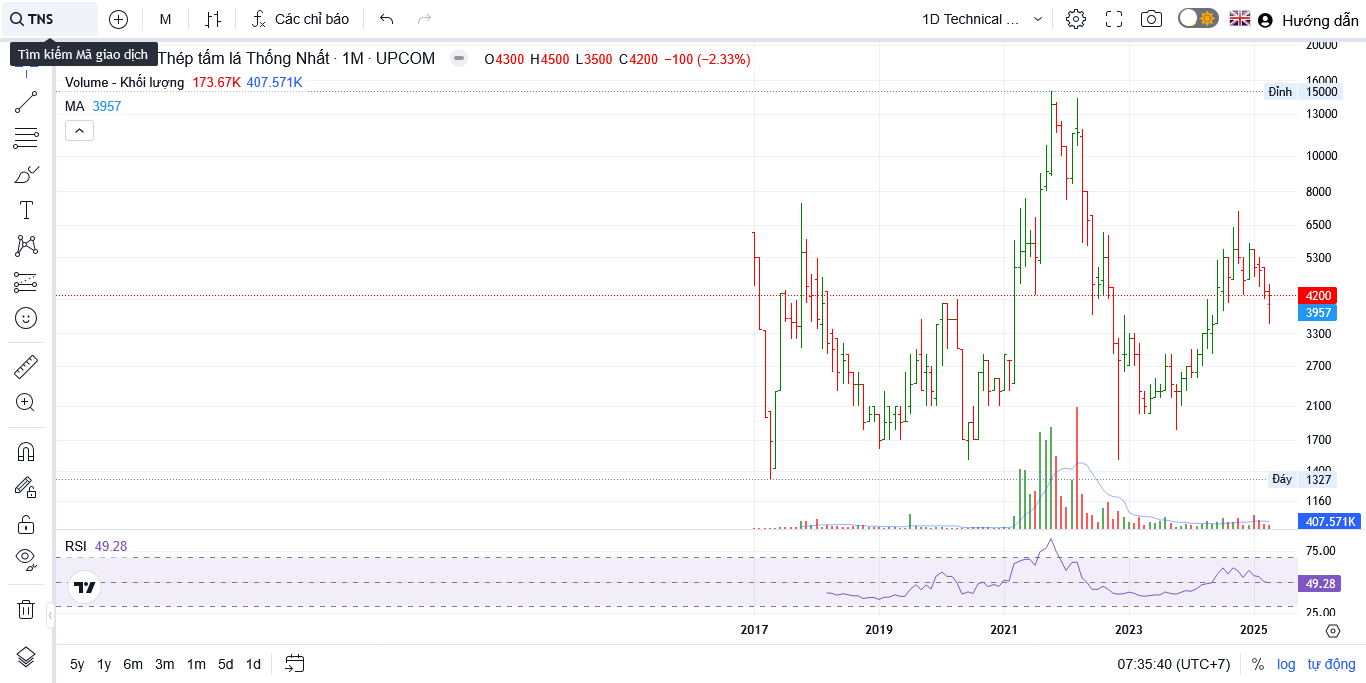 TNS
M
Các chỉ báo
1D Technical ...
Hướng dẫn
Tìm kiếm Mã giao dịch
Thép tấm lá Thống Nhất · 1M · UPCOM
O4300 H4500 L3500 C4200 −100 (−2.33%)
Volume - Khối lượng 173.67K 407.571K
MA 3957
20000
16000
Đỉnh 15000
13000
10000
8000
6500
5300
4200
3957
3300
2700
2100
1700
1400
Đáy 1327
1160
407.571K
RSI 49.28
75.00
49.28
25.00
2017 2019 2021 2023 2025
5y 1y 6m 3m 1m 5d 1d
07:35:40 (UTC+7) % log tự động